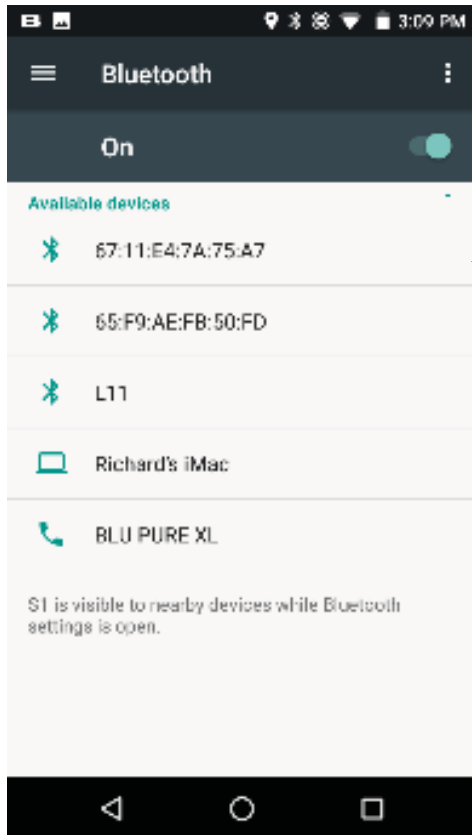 3:09 PM
Bluetooth
On
Available devices
67:11:E4:7A:75:A7
65:F9:AE:FB:50:FD
L11
Richard's iMac
BLU PURE XL
S1 is visible to nearby devices while Bluetooth
settings is open.